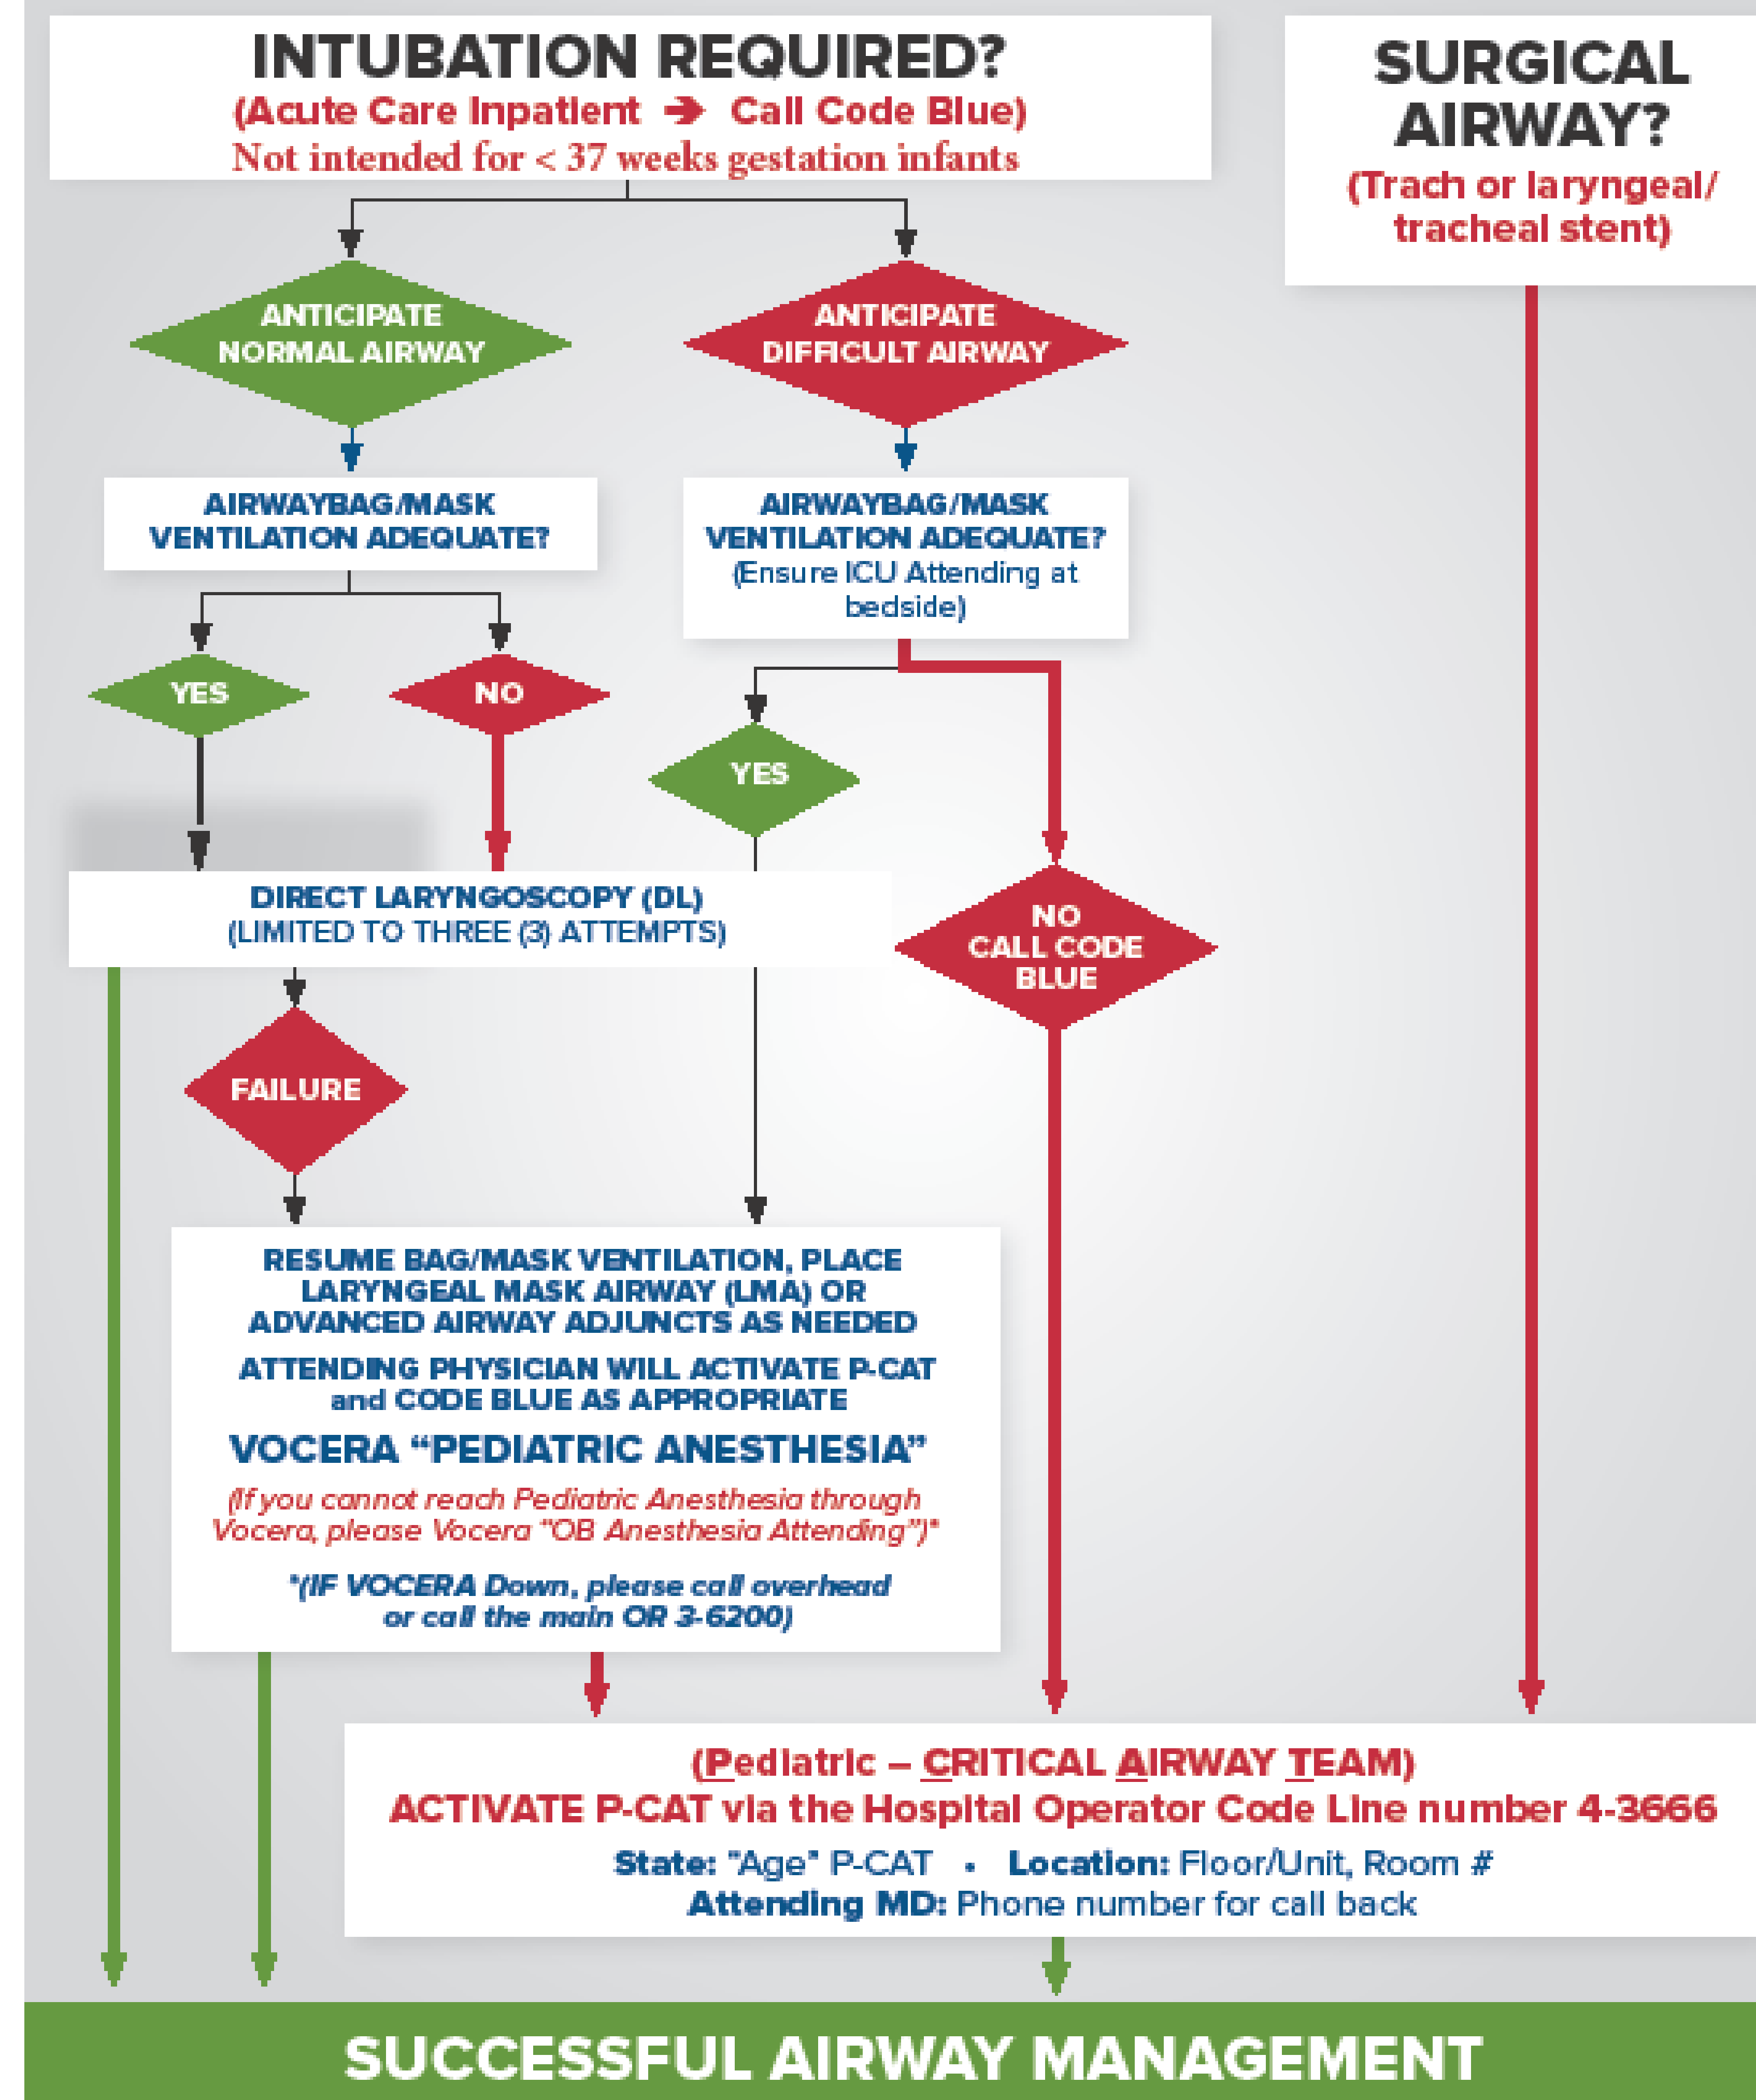 INTUBATION REQUIRED?
(Acute Care Inpatient ➔ Call Code Blue)
Not intended for < 37 weeks gestation infants
SURGICAL
AIRWAY?
(Trach or laryngeal/
tracheal stent)
ANTICIPATE
NORMAL AIRWAY
ANTICIPATE
DIFFICULT AIRWAY
AIRWAYBAG/MASK
VENTILATION ADEQUATE?
AIRWAYBAG/MASK
VENTILATION ADEQUATE?
(Ensure ICU Attending at
bedside)
YES
NO
YES
DIRECT LARYNGOSCOPY (DL)
(LIMITED TO THREE (3) ATTEMPTS)
NO
CALL CODE
BLUE
FAILURE
RESUME BAG/MASK VENTILATION, PLACE
LARYNGEAL MASK AIRWAY (LMA) OR
ADVANCED AIRWAY ADJUNCTS AS NEEDED
ATTENDING PHYSICIAN WILL ACTIVATE P-CAT
and CODE BLUE AS APPROPRIATE
VOCERA “PEDIATRIC ANESTHESIA”
(If you cannot reach Pediatric Anesthesia through
Vocera, please Vocera "OB Anesthesia Attending")*
*(IF VOCERA Down, please call overhead
or call the main OR 3-6200)
(Pediatric – CRITICAL AIRWAY TEAM)
ACTIVATE P-CAT via the Hospital Operator Code Line number 4-3666
State: "Age" P-CAT • Location: Floor/Unit, Room #
Attending MD: Phone number for call back
SUCCESSFUL AIRWAY MANAGEMENT